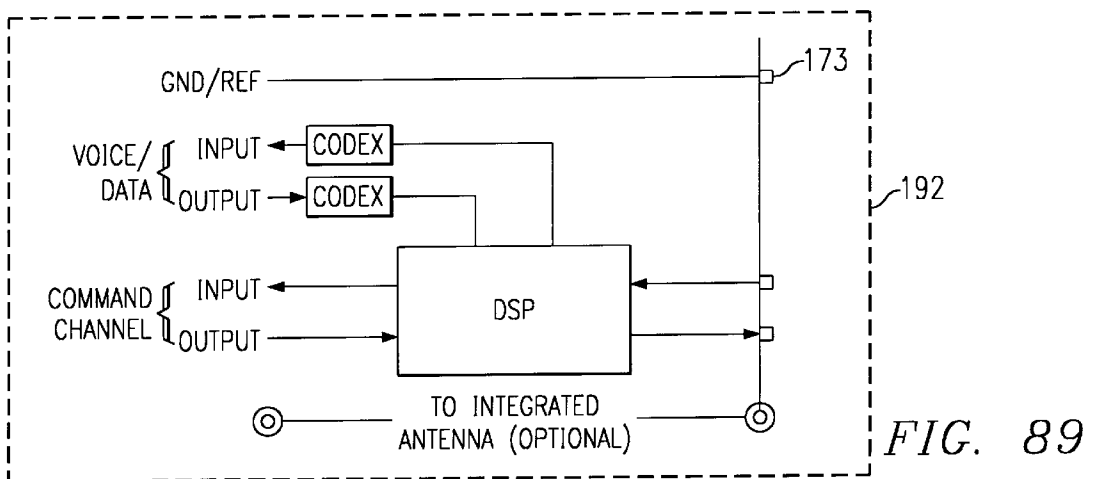 GND/REF
173
VOICE/
DATA
INPUT
CODEX
OUTPUT
CODEX
192
COMMAND
CHANNEL
INPUT
OUTPUT
DSP
TO INTEGRATED
ANTENNA (OPTIONAL)
FIG. 89